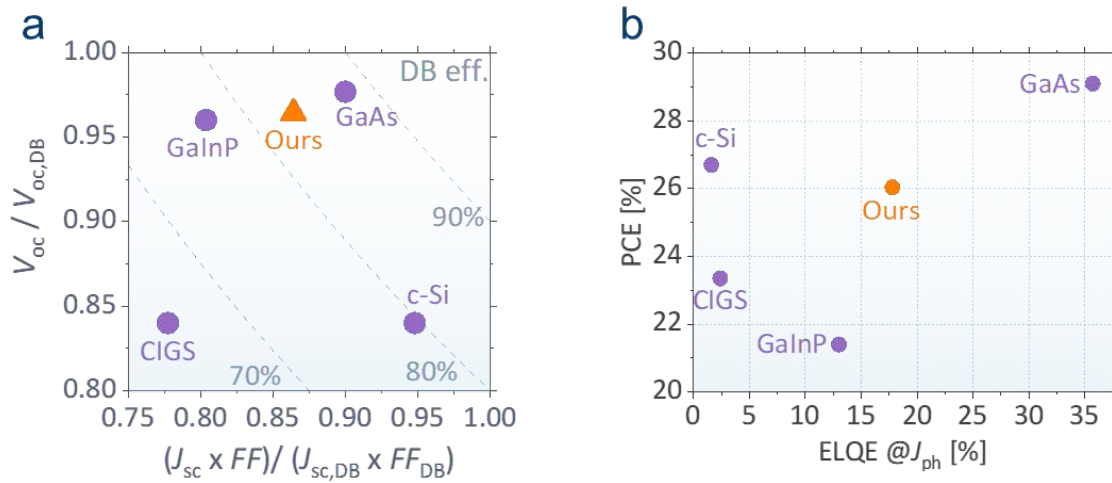 a
1.00
0.95
0.90
0.85
0.80
V_oc / V_oc,DB
DB eff.
GaAs
GaInP
Ours
90%
c-Si
CIGS
70%
80%
0.75 0.80 0.85 0.90 0.95 1.00
(J_sc x FF)/ (J_sc,DB x FF_DB)
b
30
28
26
24
22
20
PCE [%]
GaAs
c-Si
Ours
CIGS
GaInP
0 5 10 15 20 25 30 35
ELQE @J_ph [%]